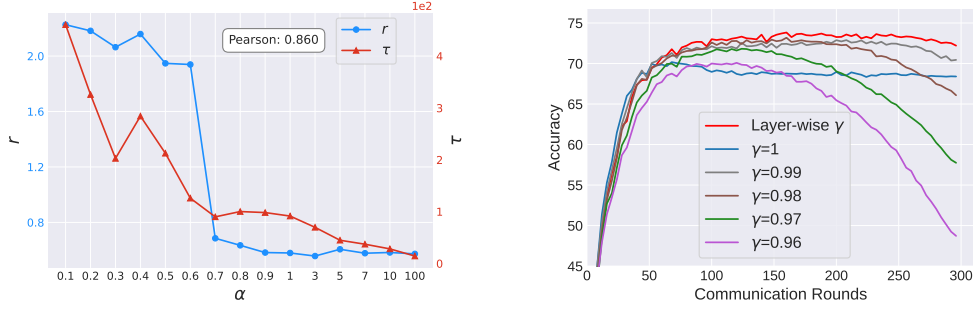 1e2
Pearson: 0.860
r
τ
2.0
1.6
1.2
0.8
r
4
3
2
1
0
τ
0.1 0.2 0.3 0.4 0.5 0.6 0.7 0.8 0.9 1 3 5 7 10 100
α
75
70
65
60
55
50
45
Accuracy
Layer-wise γ
γ=1
γ=0.99
γ=0.98
γ=0.97
γ=0.96
0 50 100 150 200 250 300
Communication Rounds